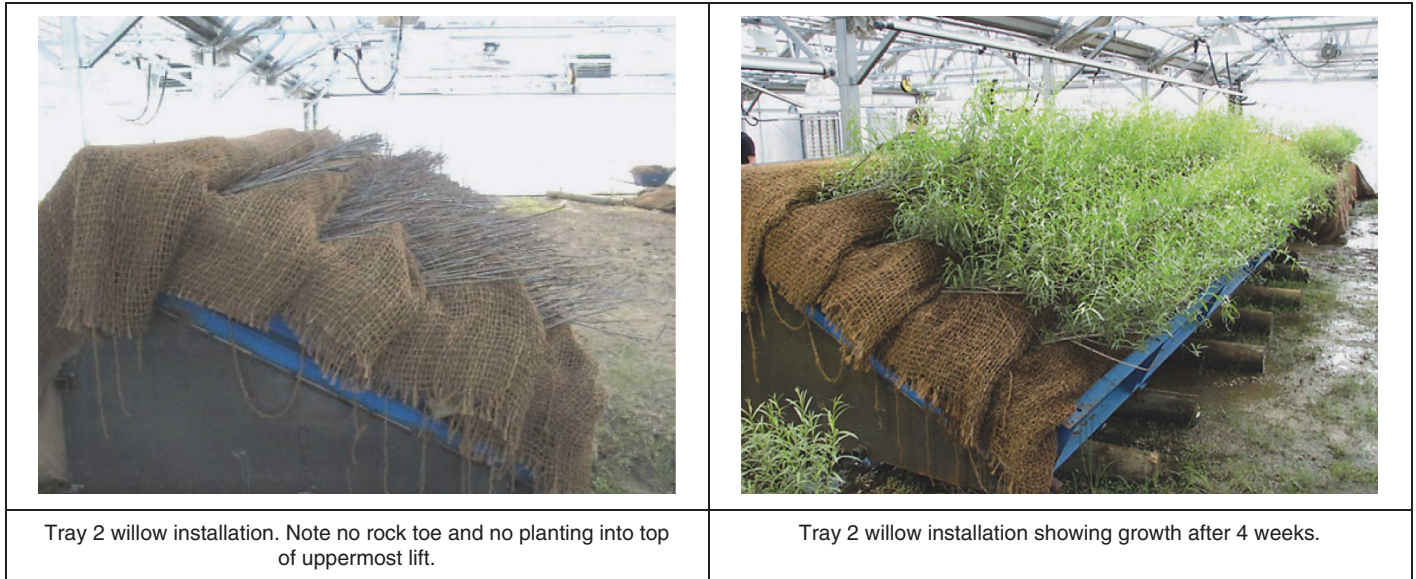 Tray 2 willow installation. Note no rock toe and no planting into top
of uppermost lift.
Tray 2 willow installation showing growth after 4 weeks.